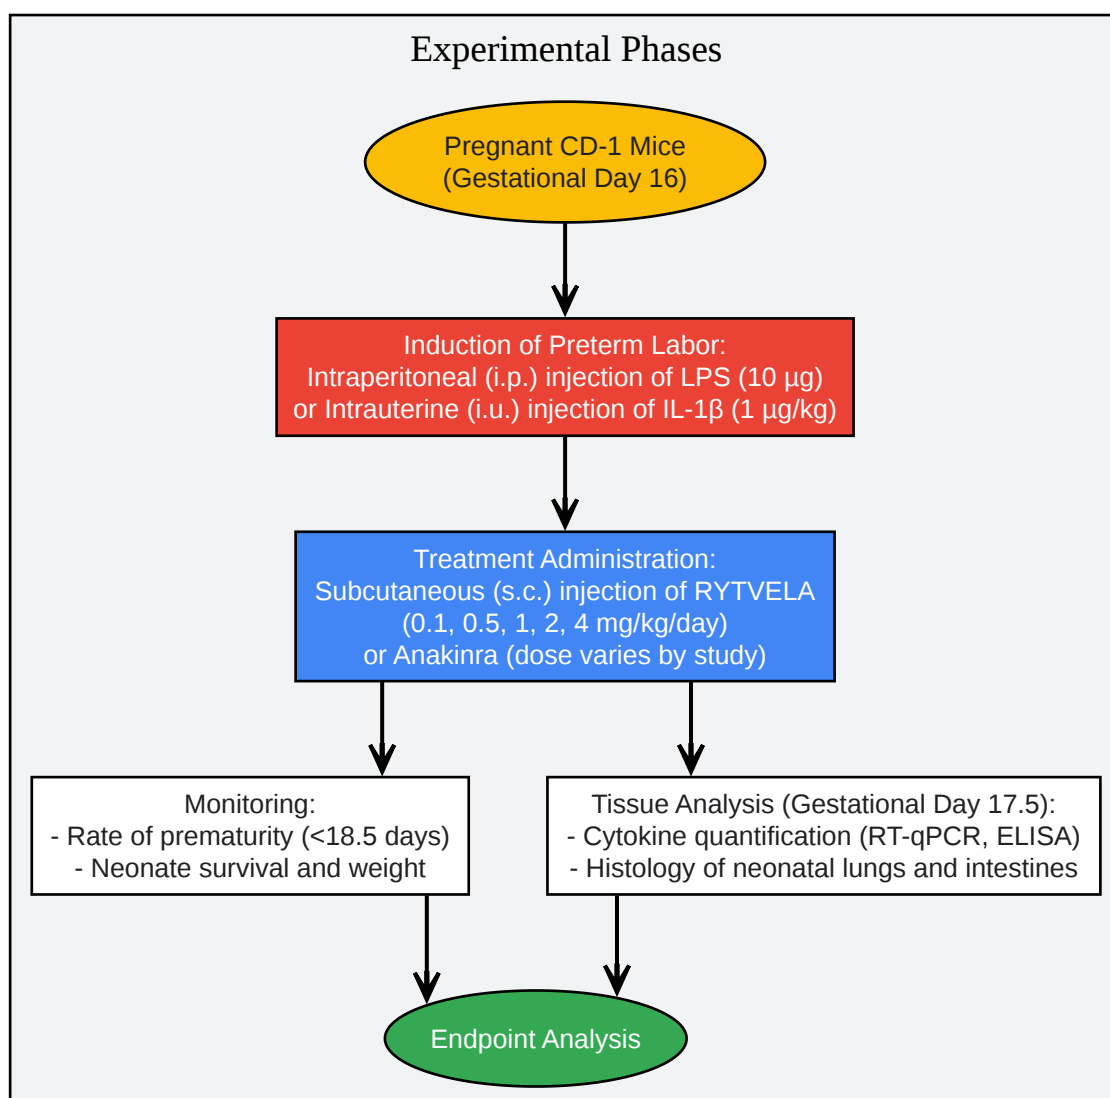 Experimental Phases
Pregnant CD-1 Mice
(Gestational Day 16)
Induction of Preterm Labor:
Intraperitoneal (i.p.) injection of LPS (10 µg)
or Intrauterine (i.u.) injection of IL-1β (1 µg/kg)
Treatment Administration:
Subcutaneous (s.c.) injection of RYTVELA
(0.1, 0.5, 1, 2, 4 mg/kg/day)
or Anakinra (dose varies by study)
Monitoring:
- Rate of prematurity (<18.5 days)
- Neonate survival and weight
Tissue Analysis (Gestational Day 17.5):
- Cytokine quantification (RT-qPCR, ELISA)
- Histology of neonatal lungs and intestines
Endpoint Analysis